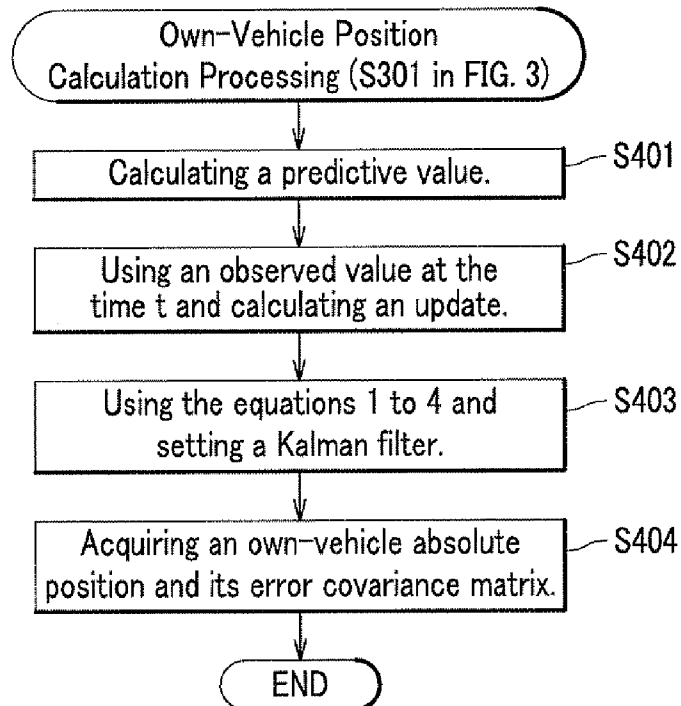 Own-Vehicle Position
Calculation Processing (S301 in FIG. 3)
Calculating a predictive value.
S401
Using an observed value at the
time t and calculating an update.
S402
Using the equations 1 to 4 and
setting a Kalman filter.
S403
Acquiring an own-vehicle absolute
position and its error covariance matrix.
S404
END